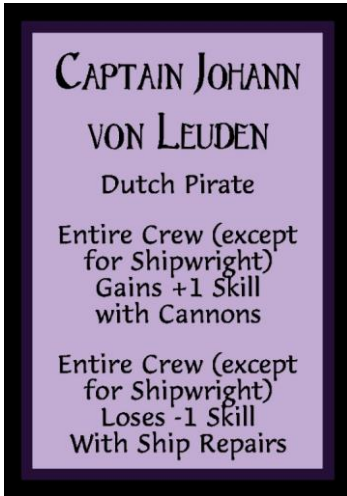 Captain Johann
von Leuden
Dutch Pirate
Entire Crew (except
for Shipwright)
Gains +1 Skill
with Cannons
Entire Crew (except
for Shipwright)
Loses -1 Skill
With Ship Repairs